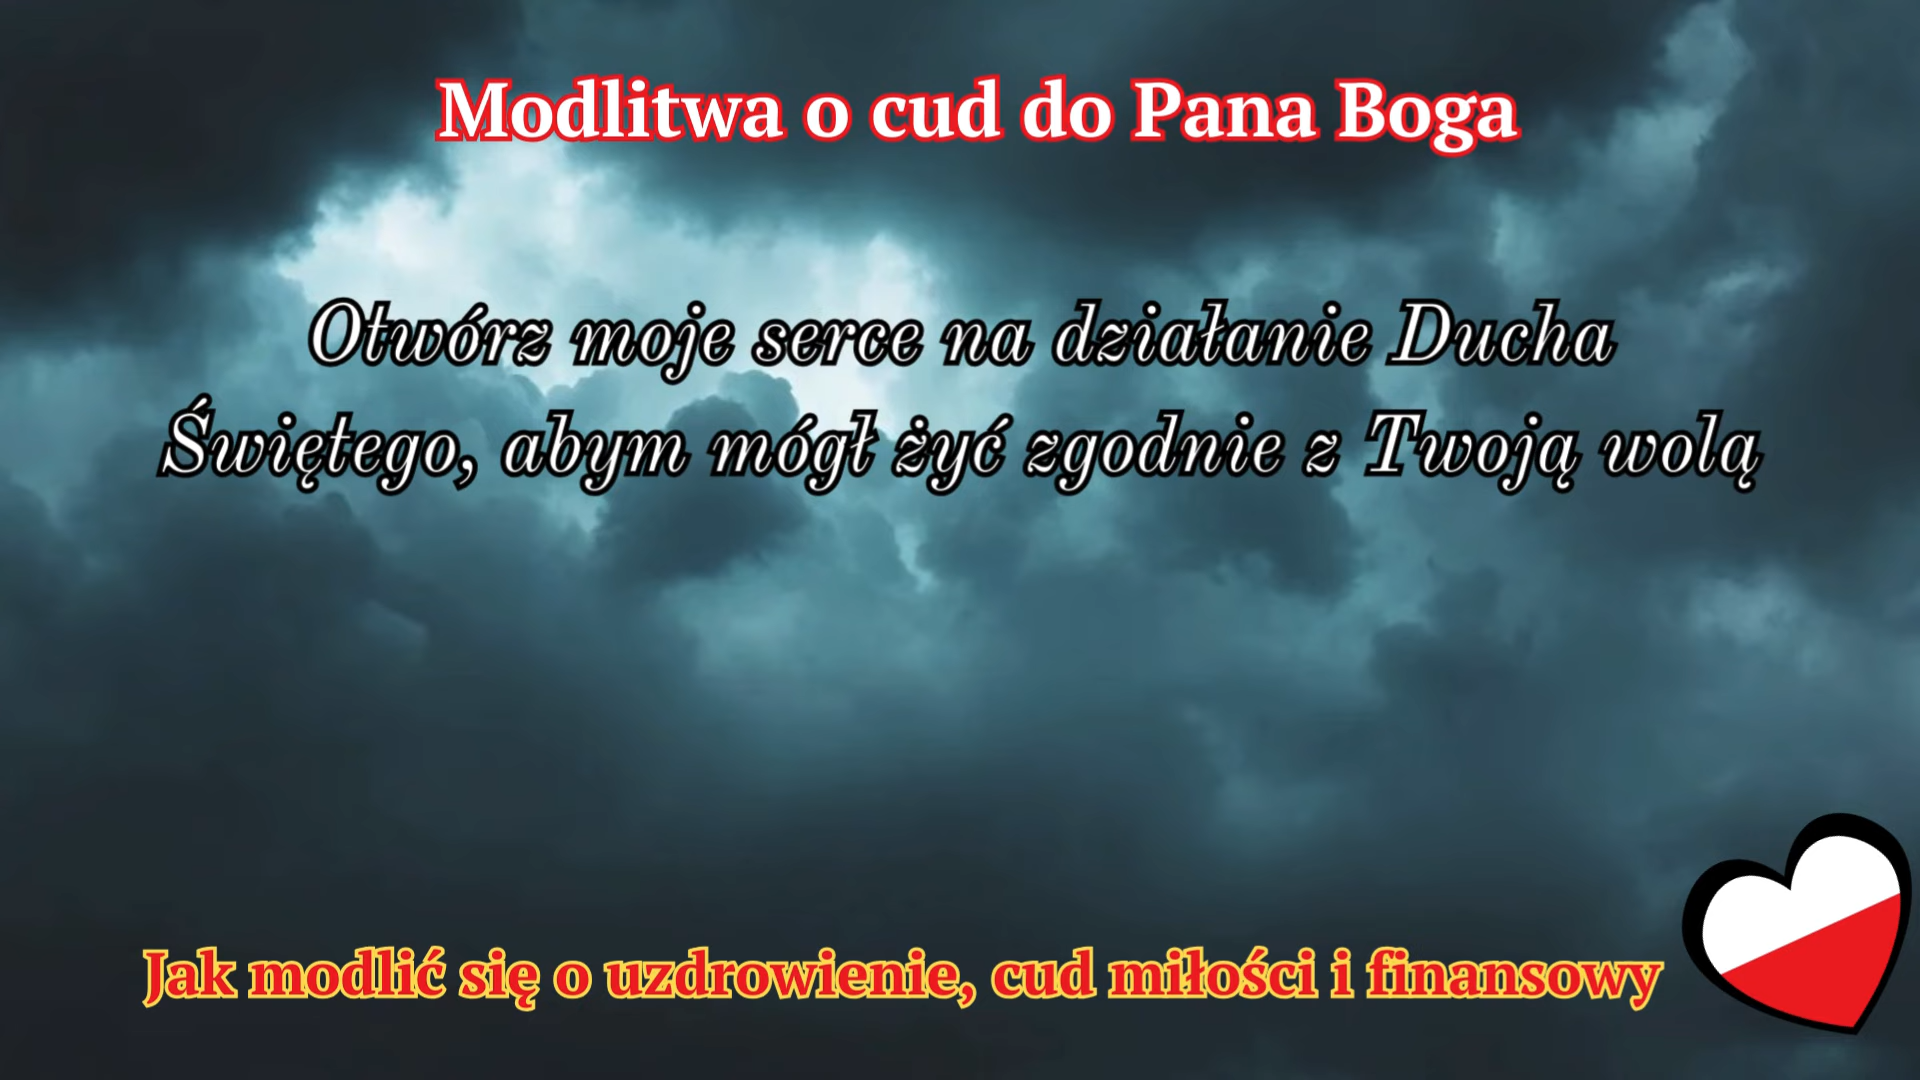 Modlitwa o cud do Pana Boga
Otwórz moje serce na działanie Ducha
Świętego, abym mógł żyć zgodnie z Twoją wolą
Jak modlić się o uzdrowienie, cud miłości i finansowy